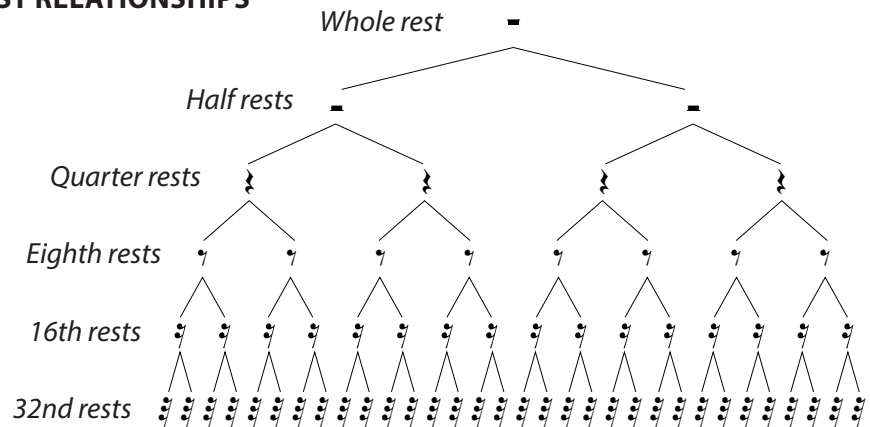 ST RELATIONSHIPS
Whole rest
Half rests
Quarter rests
Eighth rests
16th rests
32nd rests